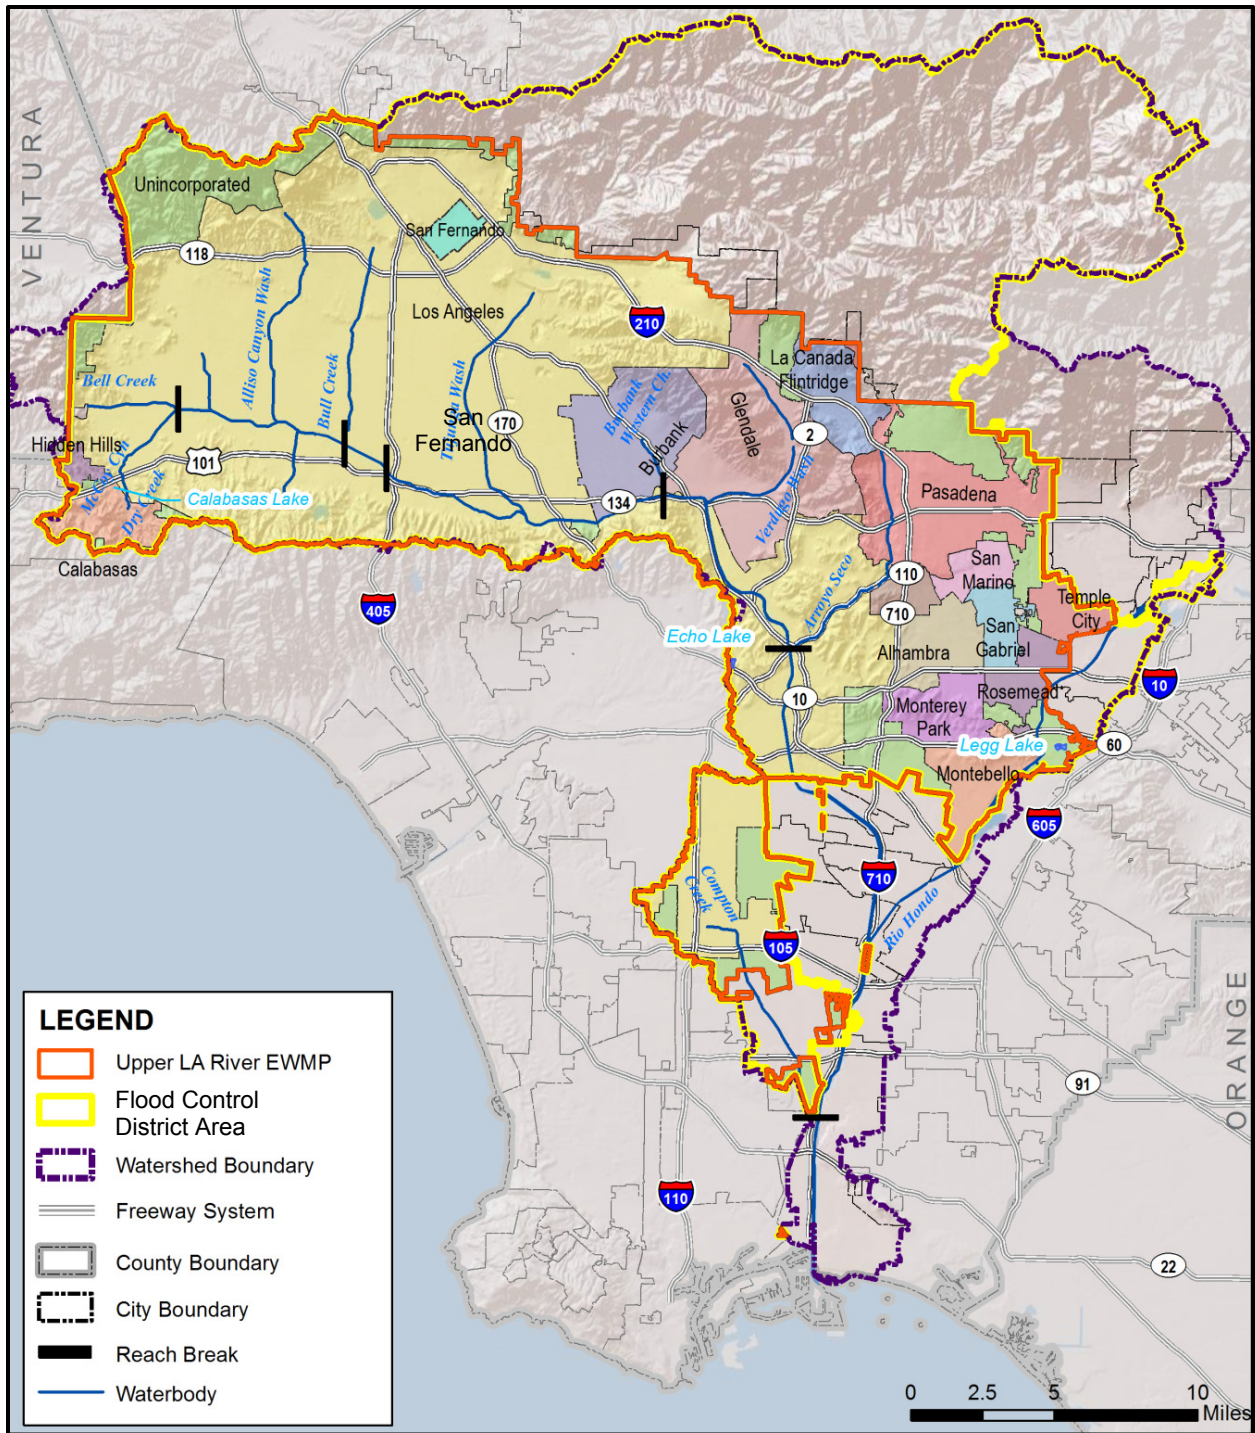 VENTURA
Unincorporated
San Fernando
118
Los Angeles
210
Alliso Canyon Wash
Bull Creek
Bell Creek
La Canada
Flintridge
Burbank
Western Ch.
Glendale
Burbank
San
Fernando
170
2
Hidden Hills
101
McCoy Cyn
Dry Creek
Calabasas Lake
134
Verdugo Wash
Pasadena
Calabasas
405
San
Marino
Arroyo Seco
110
710
Temple
City
Echo Lake
San
Gabriel
Alhambra
10
10
Rosemead
Monterey
Park
Legg Lake
60
Montebello
605
710
Compton
Creek
Rio Hondo
105
ORANGE
91
110
22
LEGEND
Upper LA River EWMP
Flood Control
District Area
Watershed Boundary
Freeway System
County Boundary
City Boundary
Reach Break
Waterbody
0 2.5 5 10
Miles